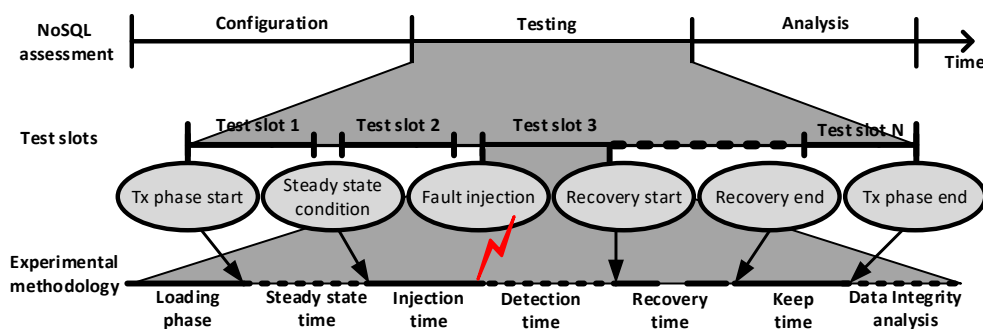 NoSQL assessment
Configuration
Testing
Analysis
Time
Test slots
Test slot 1
Test slot 2
Test slot 3
Test slot N
Tx phase start
Steady state condition
Fault injection
Recovery start
Recovery end
Tx phase end
Experimental methodology
Loading phase
Steady state time
Injection time
Detection time
Recovery time
Keep time
Data Integrity analysis